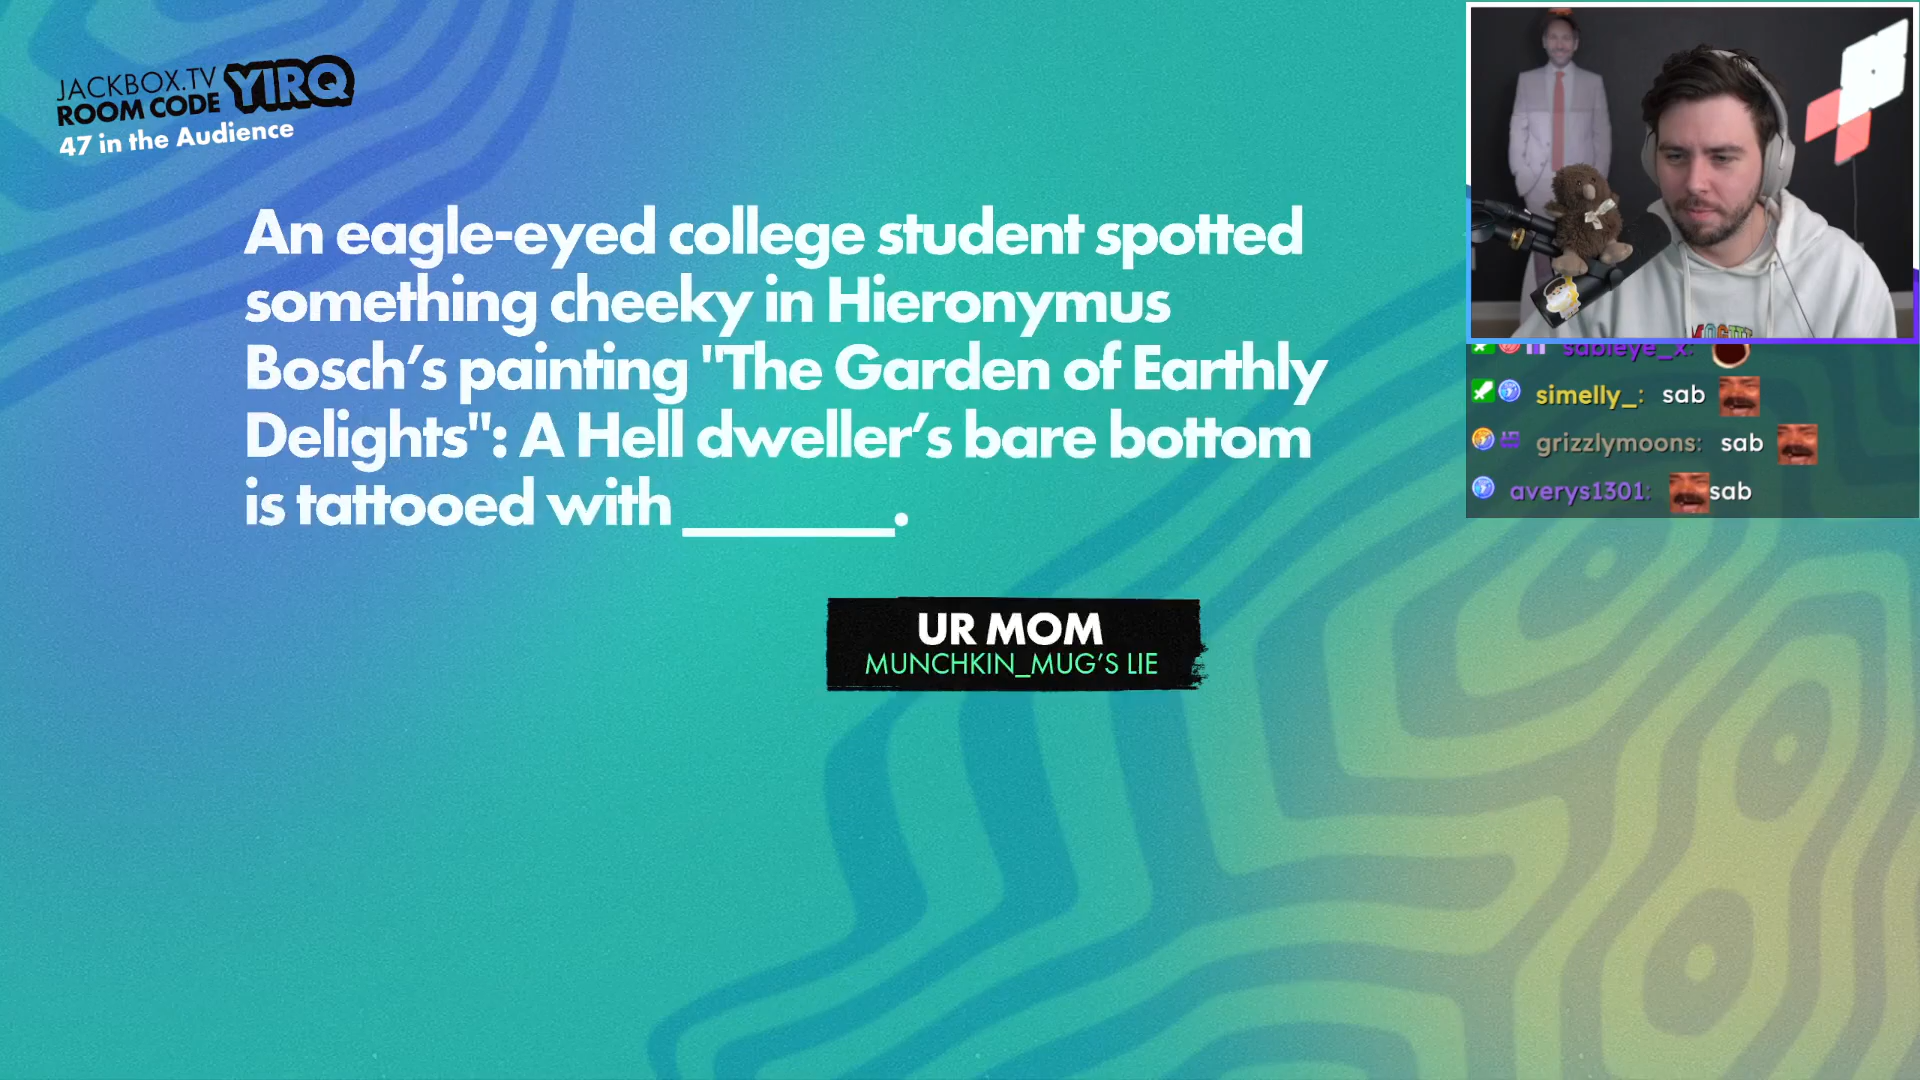 JACKBOX.TV
ROOM CODE YIRQ
47 in the Audience
An eagle-eyed college student spotted
something cheeky in Hieronymus
Bosch’s painting "The Garden of Earthly
Delights": A Hell dweller’s bare bottom
is tattooed with ________.
UR MOM
MUNCHKIN_MUG’S LIE
sableye_x:
simelly_: sab
grizzlymoons: sab
averys1301: sab